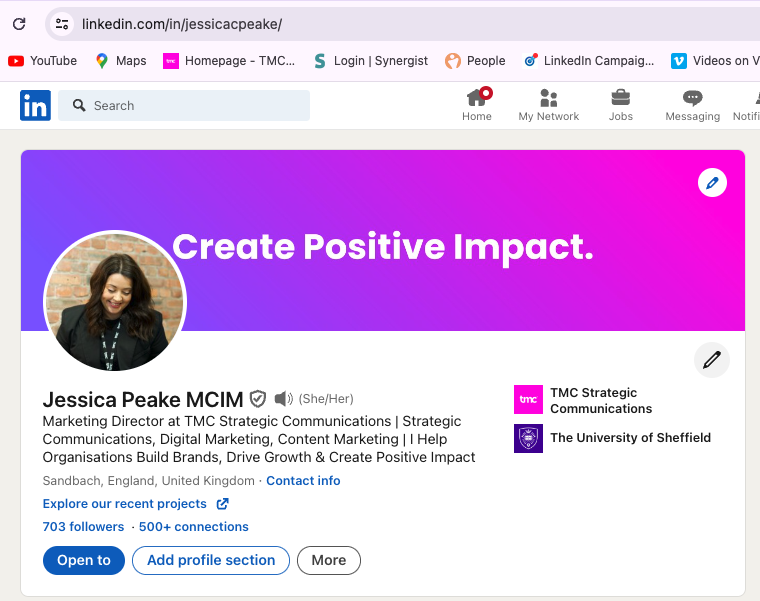 linkedin.com/in/jessicacpeake/
YouTube Maps tmc Homepage - TMC... S Login | Synergist People LinkedIn Campaig... Videos on V
in Search Home My Network Jobs Messaging Notifi
Create Positive Impact.
Jessica Peake MCIM (She/Her)
Marketing Director at TMC Strategic Communications | Strategic
Communications, Digital Marketing, Content Marketing | I Help
Organisations Build Brands, Drive Growth & Create Positive Impact
Sandbach, England, United Kingdom · Contact info
Explore our recent projects
703 followers · 500+ connections
Open to Add profile section More
tmc TMC Strategic
Communications
The University of Sheffield